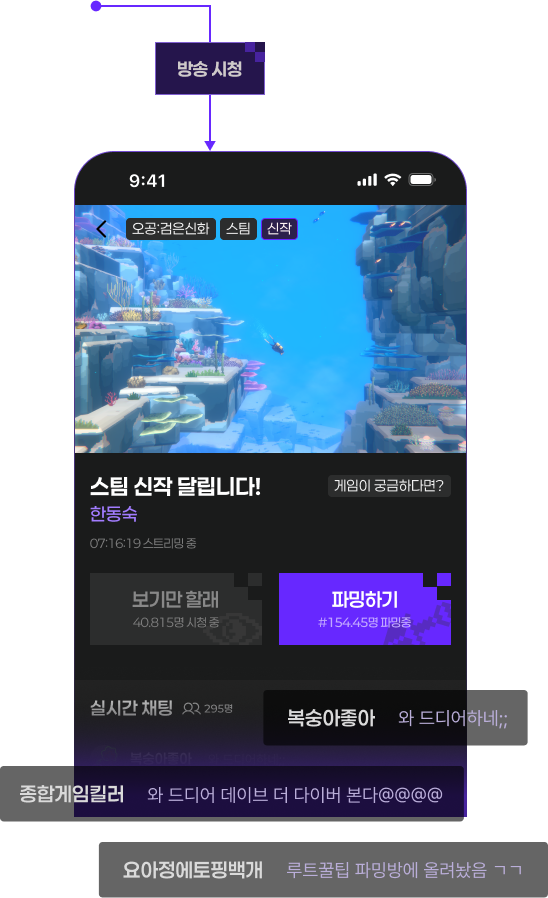 방송 시청
9:41
오공:검은신화 스팀 신작
스팀 신작 달립니다!
게임이 궁금하다면?
한동숙
07:16:19 스트리밍 중
보기만 할래
40.815명 시청 중
파밍하기
#154.45명 파밍중
실시간 채팅 295명
복숭아좋아 와 드디어하네;;
복숭아좋아
종합게임킬러 와 드디어 데이브 더 다이버 본다@@@@
요아정에토핑백개 루트꿀팁 파밍방에 올려놨음 ㄱㄱ